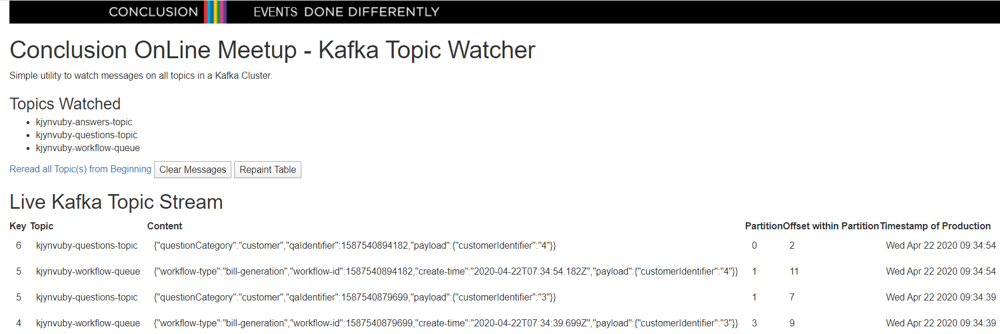 CONCLUSION EVENTS DONE DIFFERENTLY
Conclusion OnLine Meetup - Kafka Topic Watcher
Simple utility to watch messages on all topics in a Kafka Cluster.
Topics Watched
• kjynvuby-answers-topic
• kjynvuby-questions-topic
• kjynvuby-workflow-queue
Reread all Topic(s) from Beginning Clear Messages Repaint Table
Live Kafka Topic Stream
Key Topic Content Partition Offset within Partition Timestamp of Production
6 kjynvuby-questions-topic {"questionCategory":"customer","qaIdentifier":1587540894182,"payload":{"customerIdentifier":"4"}} 0 2 Wed Apr 22 2020 09:34:54
5 kjynvuby-workflow-queue {"workflow-type":"bill-generation","workflow-id":1587540894182,"create-time":"2020-04-22T07:34:54.182Z","payload":{"customerIdentifier":"4"}} 1 11 Wed Apr 22 2020 09:34:54
5 kjynvuby-questions-topic {"questionCategory":"customer","qaIdentifier":1587540879699,"payload":{"customerIdentifier":"3"}} 1 7 Wed Apr 22 2020 09:34:39
4 kjynvuby-workflow-queue {"workflow-type":"bill-generation","workflow-id":1587540879699,"create-time":"2020-04-22T07:34:39.699Z","payload":{"customerIdentifier":"3"}} 3 9 Wed Apr 22 2020 09:34:39